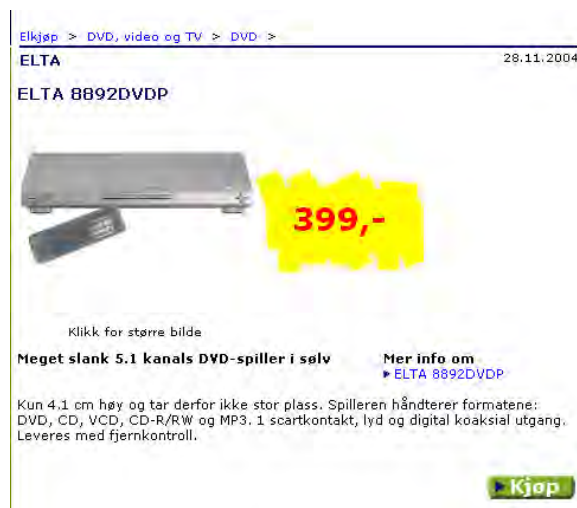 Elkjøp > DVD, video og TV > DVD >
ELTA 28.11.2004
ELTA 8892DVDP
399,-
Klikk for større bilde
Meget slank 5.1 kanals DVD-spiller i sølv
Mer info om
ELTA 8892DVDP
Kun 4.1 cm høy og tar derfor ikke stor plass. Spilleren håndterer formatene:
DVD, CD, VCD, CD-R/RW og MP3. 1 scartkontakt, lyd og digital koaksial utgang.
Leveres med fjernkontroll.
Kjøp